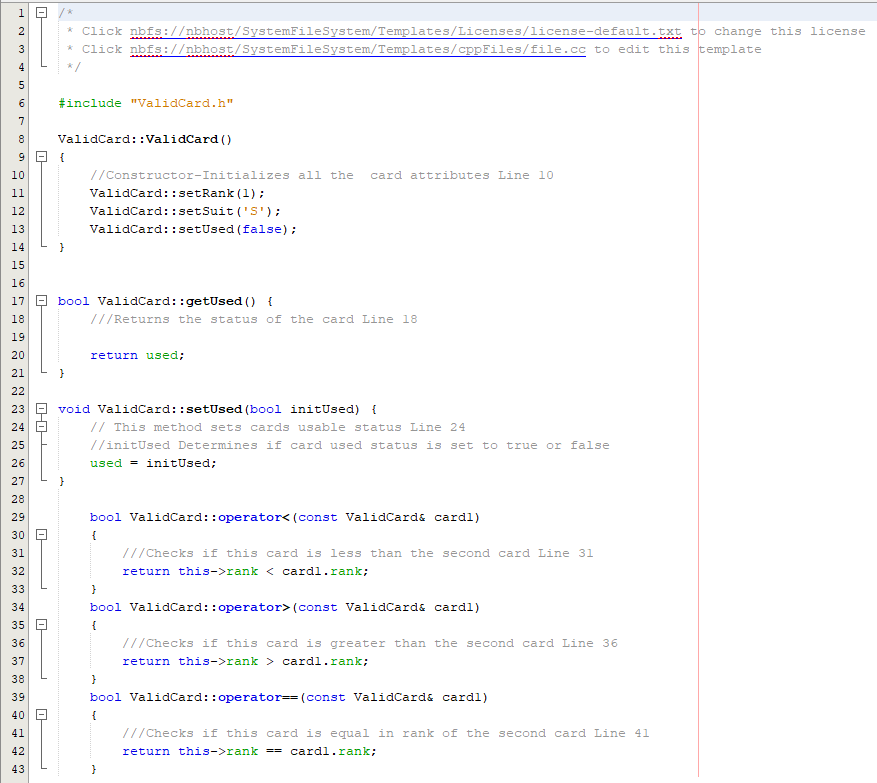 1 /*
2  * Click nbfs://nbhost/SystemFileSystem/Templates/Licenses/license-default.txt to change this license
3  * Click nbfs://nbhost/SystemFileSystem/Templates/cppFiles/file.cc to edit this template
4  */
5
6 #include "ValidCard.h"
7
8 ValidCard::ValidCard()
9 {
10     //Constructor-Initializes all the  card attributes Line 10
11     ValidCard::setRank(1);
12     ValidCard::setSuit('S');
13     ValidCard::setUsed(false);
14 }
15
16
17 bool ValidCard::getUsed() {
18     ///Returns the status of the card Line 18
19
20     return used;
21 }
22
23 void ValidCard::setUsed(bool initUsed) {
24     // This method sets cards usable status Line 24
25     //initUsed Determines if card used status is set to true or false
26     used = initUsed;
27 }
28
29     bool ValidCard::operator<(const ValidCard& card1)
30     {
31         ///Checks if this card is less than the second card Line 31
32         return this->rank < card1.rank;
33     }
34     bool ValidCard::operator>(const ValidCard& card1)
35     {
36         ///Checks if this card is greater than the second card Line 36
37         return this->rank > card1.rank;
38     }
39     bool ValidCard::operator==(const ValidCard& card1)
40     {
41         ///Checks if this card is equal in rank of the second card Line 41
42         return this->rank == card1.rank;
43     }